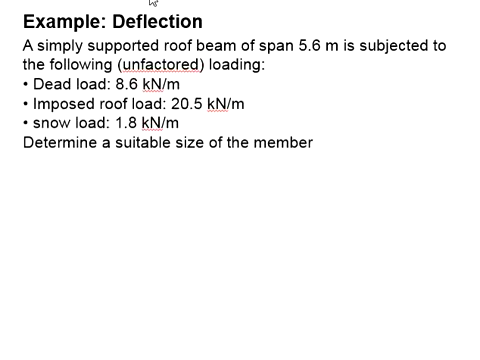 Example: Deflection
A simply supported roof beam of span 5.6 m is subjected to
the following (unfactored) loading:
• Dead load: 8.6 kN/m
• Imposed roof load: 20.5 kN/m
• snow load: 1.8 kN/m
Determine a suitable size of the member